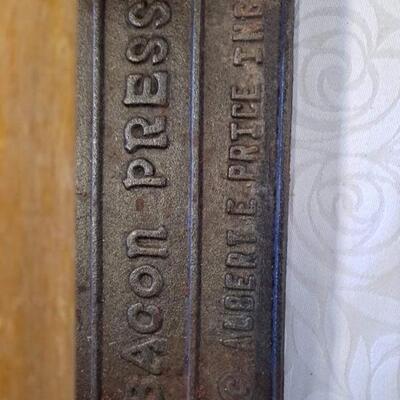 BAcon PRESS
© ALBERT E. PRICE INC